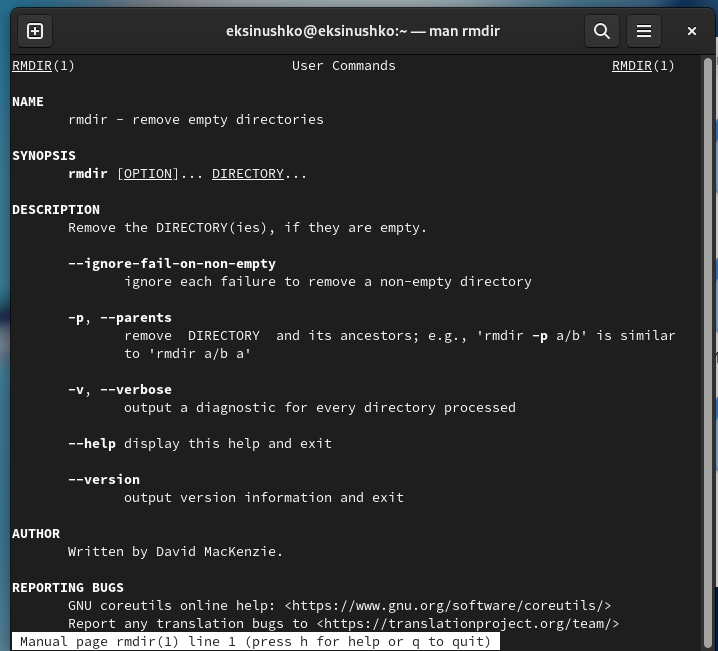 eksinushko@eksinushko:~ — man rmdir
RMDIR(1) User Commands RMDIR(1)
NAME
rmdir - remove empty directories
SYNOPSIS
rmdir [OPTION]... DIRECTORY...
DESCRIPTION
Remove the DIRECTORY(ies), if they are empty.
--ignore-fail-on-non-empty
ignore each failure to remove a non-empty directory
-p, --parents
remove  DIRECTORY  and its ancestors; e.g., 'rmdir -p a/b' is similar
to 'rmdir a/b a'
-v, --verbose
output a diagnostic for every directory processed
--help display this help and exit
--version
output version information and exit
AUTHOR
Written by David MacKenzie.
REPORTING BUGS
GNU coreutils online help: <https://www.gnu.org/software/coreutils/>
Report any translation bugs to <https://translationproject.org/team/>
Manual page rmdir(1) line 1 (press h for help or q to quit)